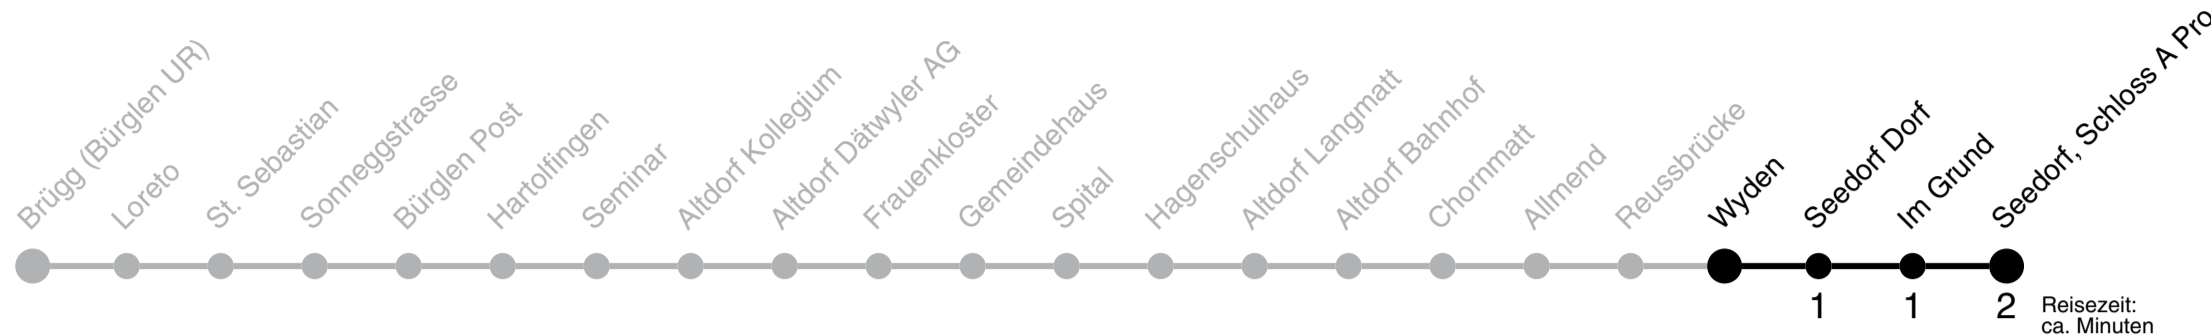 Brügg (Bürglen UR)
Loreto
St. Sebastian
Sonneggstrasse
Bürglen Post
Hartolfingen
Seminar
Altdorf Kollegium
Altdorf Dätwyler AG
Frauenkloster
Gemeindehaus
Spital
Hagenschulhaus
Altdorf Langmatt
Altdorf Bahnhof
Chornmatt
Allmend
Reussbrücke
Wyden
Seedorf Dorf
Im Grund
Seedorf, Schloss A Pro
1 1 2
Reisezeit:
ca. Minuten